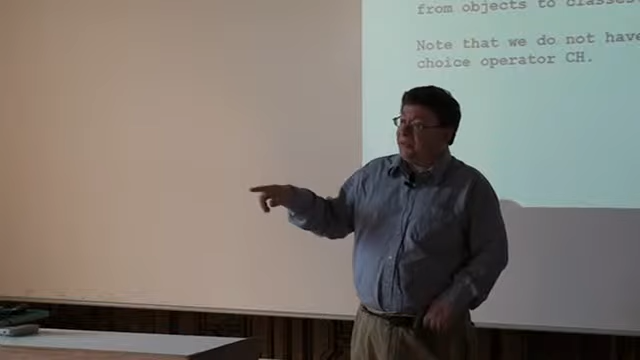 from objects to classes
Note that we do not have
choice operator CH.